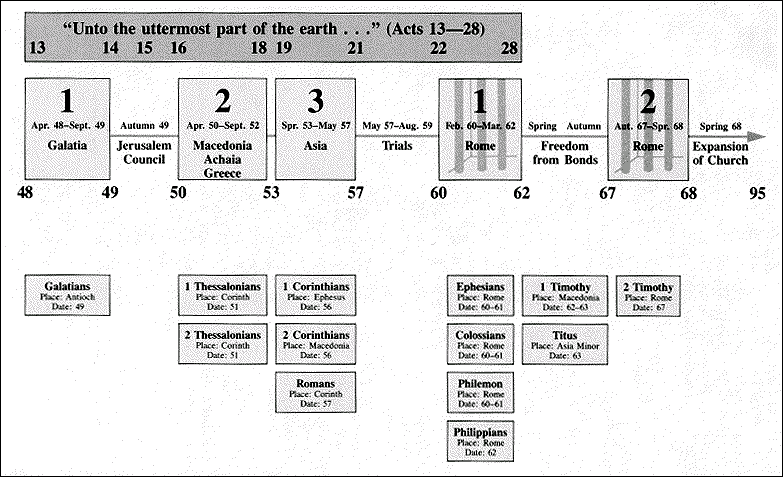 "Unto the uttermost part of the earth . . ." (Acts 13—28)
13 14 15 16 18 19 21 22 28
1 2 3 1 2
Apr. 48–Sept. 49 Autumn 49 Apr. 50–Sept. 52 Spr. 53–May 57 May 57–Aug. 59 Feb. 60–Mar. 62 Spring Autumn Aut. 67–Spr. 68 Spring 68
Galatia Jerusalem Macedonia Asia Trials Rome Freedom Rome Expansion
Council Achaia from Bonds of Church
Greece
48 49 50 53 57 60 62 67 68 95
Galatians
Place: Antioch
Date: 49
1 Thessalonians
Place: Corinth
Date: 51
2 Thessalonians
Place: Corinth
Date: 51
1 Corinthians
Place: Ephesus
Date: 56
2 Corinthians
Place: Macedonia
Date: 56
Romans
Place: Corinth
Date: 57
Ephesians
Place: Rome
Date: 60–61
Colossians
Place: Rome
Date: 60–61
Philemon
Place: Rome
Date: 60–61
Philippians
Place: Rome
Date: 62
1 Timothy
Place: Macedonia
Date: 62–63
Titus
Place: Asia Minor
Date: 63
2 Timothy
Place: Rome
Date: 67